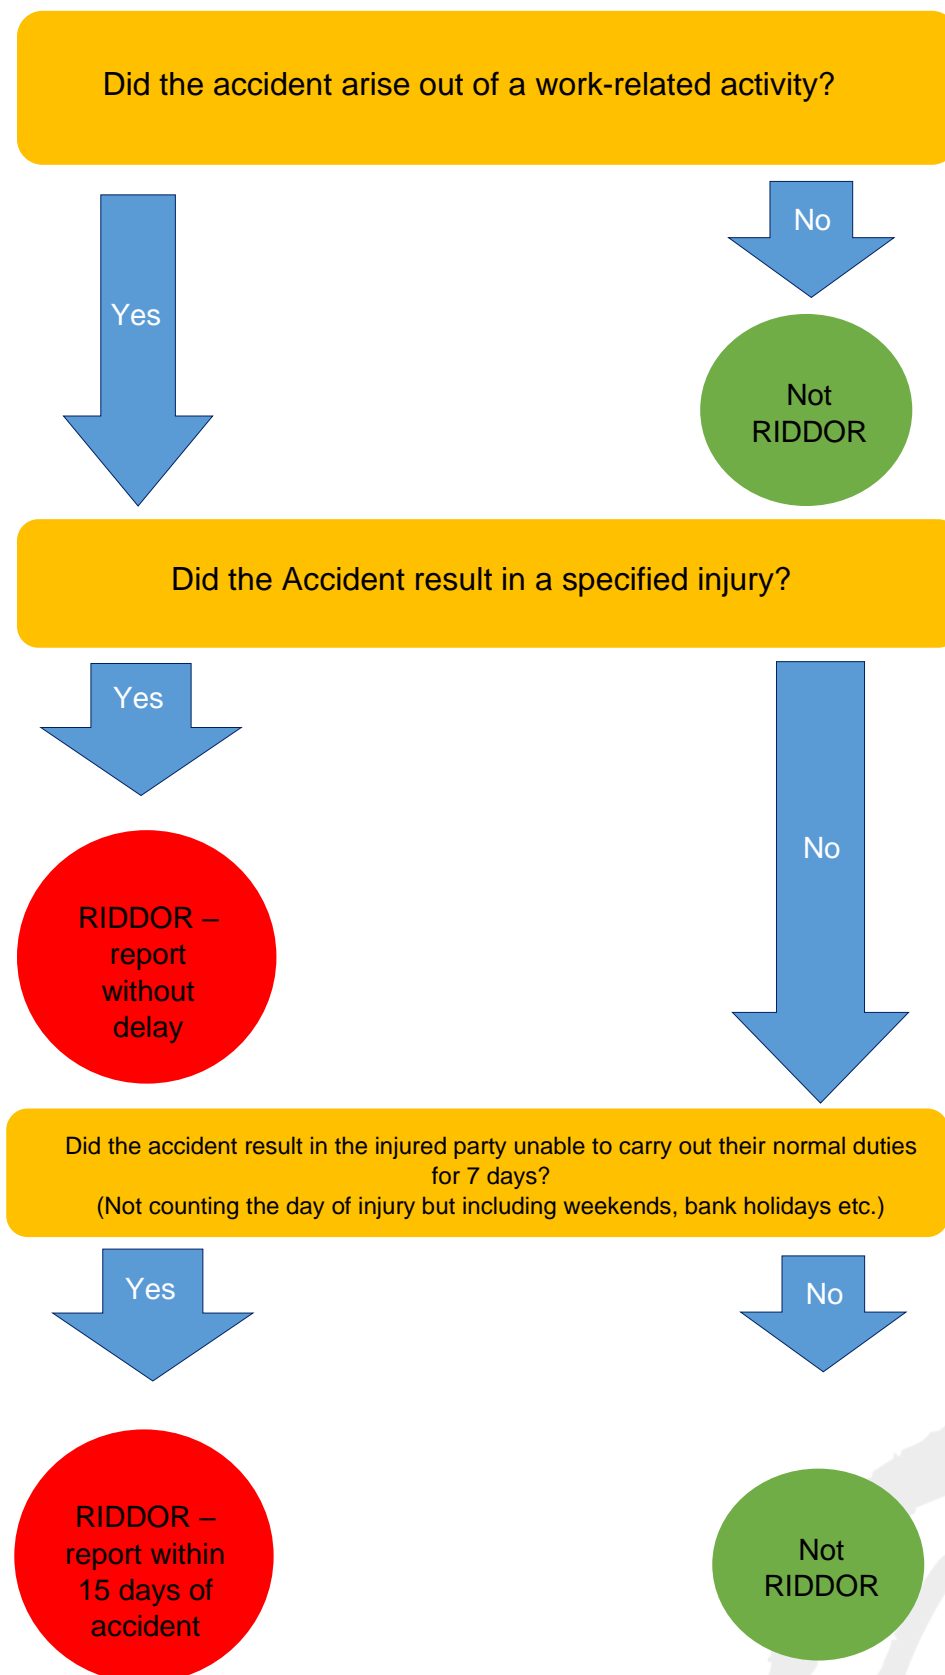 Did the accident arise out of a work-related activity?
No
Yes
Not
RIDDOR
Did the Accident result in a specified injury?
Yes
No
RIDDOR –
report
without
delay
Did the accident result in the injured party unable to carry out their normal duties
for 7 days?
(Not counting the day of injury but including weekends, bank holidays etc.)
Yes
No
RIDDOR –
report within
15 days of
accident
Not
RIDDOR